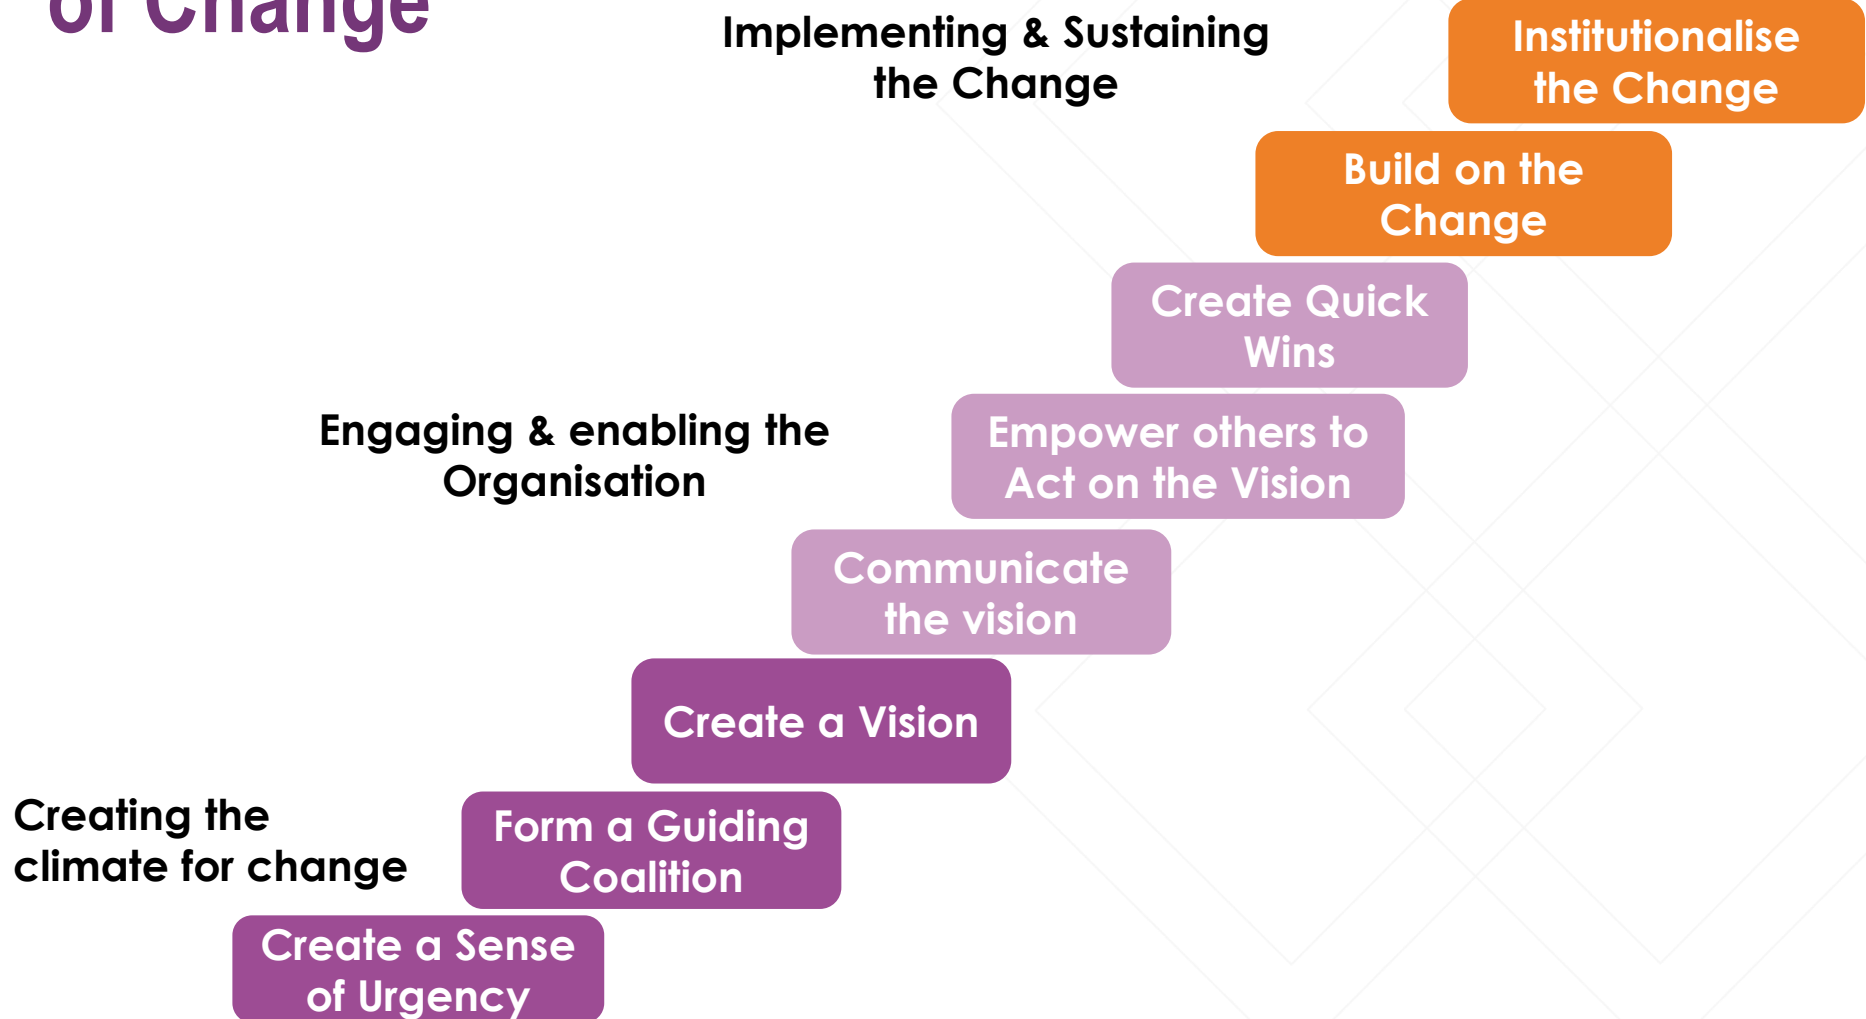 of Change
Implementing & Sustaining
the Change
Institutionalise
the Change
Build on the
Change
Create Quick
Wins
Engaging & enabling the
Organisation
Empower others to
Act on the Vision
Communicate
the vision
Create a Vision
Creating the
climate for change
Form a Guiding
Coalition
Create a Sense
of Urgency